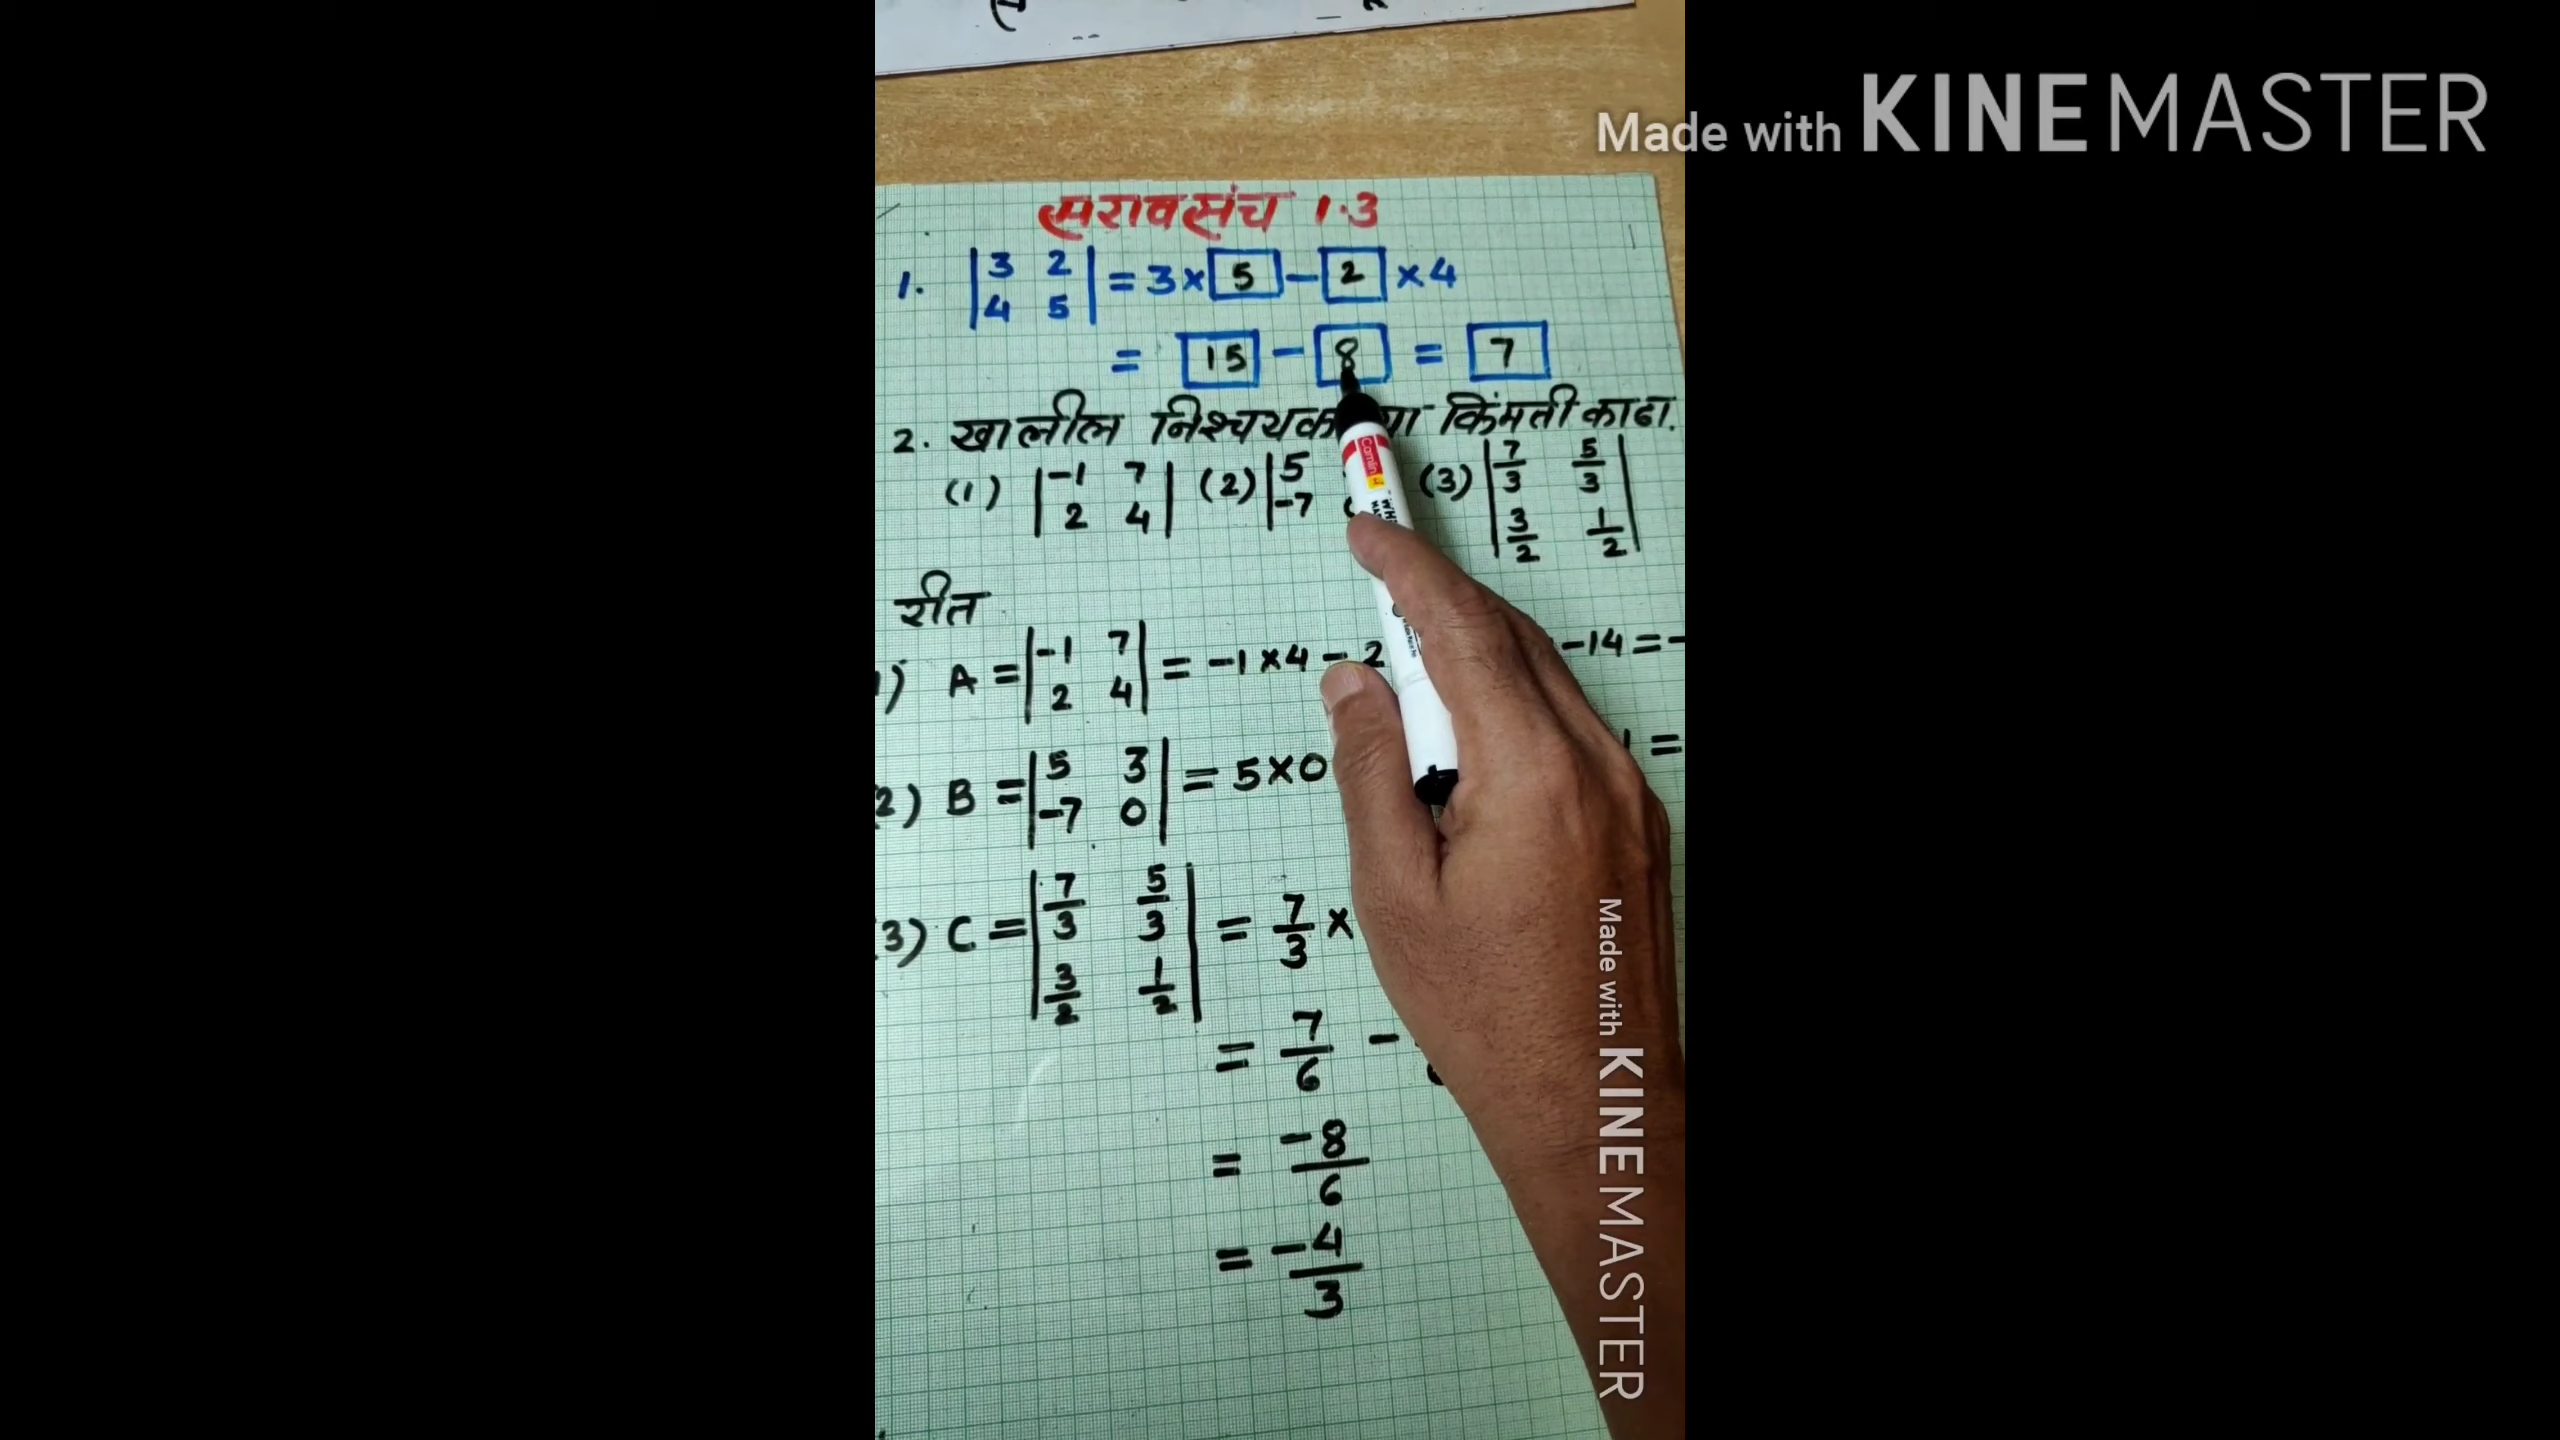 Made with KINEMASTER
सरावसंच 1.3
1. |3 2| = 3 × 5 − 2 × 4
|4 5|
= 15 − 8 = 7
2. खालील किंमती काढा.
(1) |-1 7| (2) |5 (3) |7/3 5/3|
|2 4| |-7 |3/2 1/2|
रीत
1) A = |-1 7| = -1 × 4 − 2 −14 = −
|2 4|
2) B = |5 3| = 5×0 =
|-7 0|
(3) C = |7/3 5/3| = 7/3 ×
|3/2 1/2|
= 7/6 −
= -8/6
= -4/3
Camlin
Made with KINEMASTER